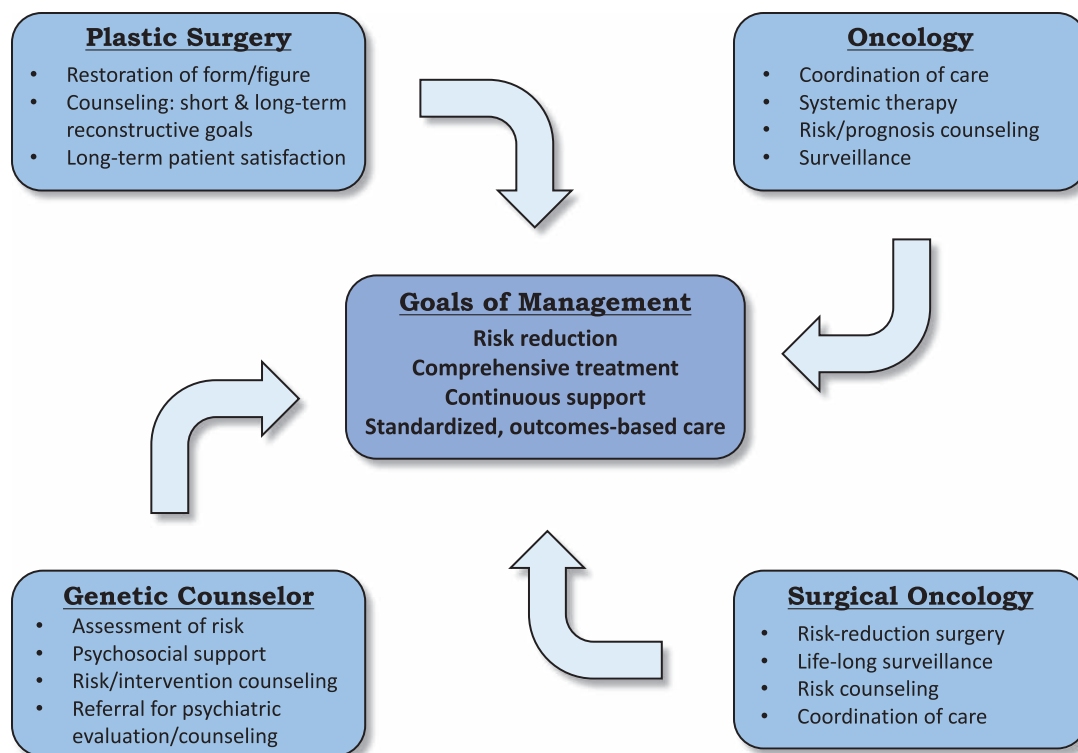 Plastic Surgery
• Restoration of form/figure
• Counseling: short & long-term
reconstructive goals
• Long-term patient satisfaction
Oncology
• Coordination of care
• Systemic therapy
• Risk/prognosis counseling
• Surveillance
Goals of Management
Risk reduction
Comprehensive treatment
Continuous support
Standardized, outcomes-based care
Genetic Counselor
• Assessment of risk
• Psychosocial support
• Risk/intervention counseling
• Referral for psychiatric
evaluation/counseling
Surgical Oncology
• Risk-reduction surgery
• Life-long surveillance
• Risk counseling
• Coordination of care